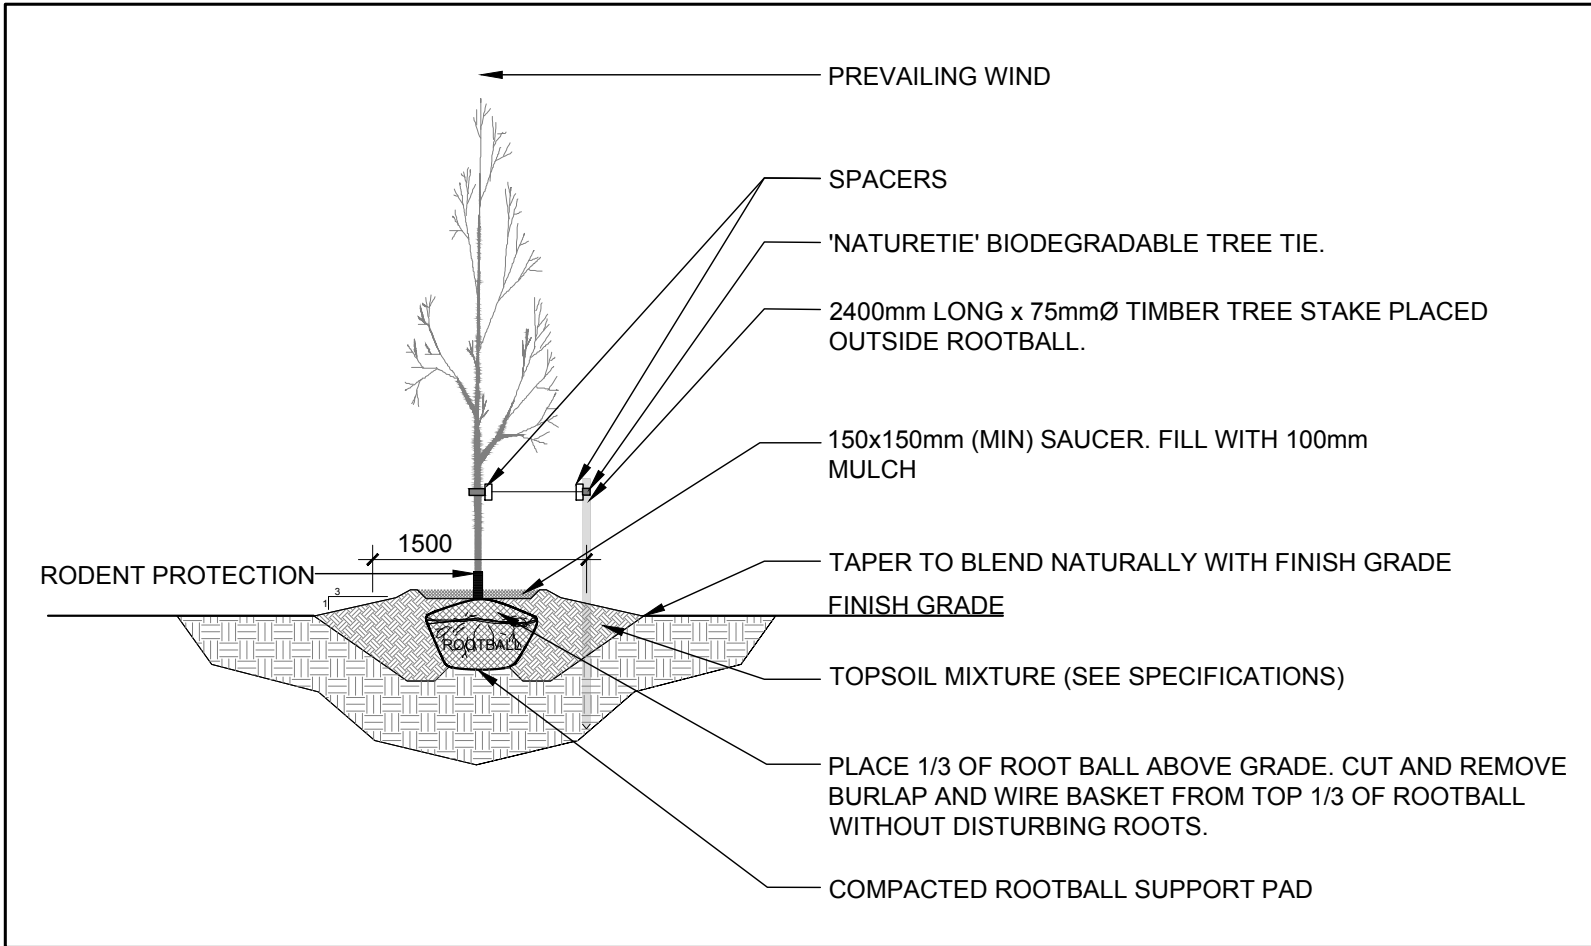 PREVAILING WIND
SPACERS
'NATURETIE' BIODEGRADABLE TREE TIE.
2400mm LONG x 75mmØ TIMBER TREE STAKE PLACED
OUTSIDE ROOTBALL.
150x150mm (MIN) SAUCER. FILL WITH 100mm
MULCH
1500
RODENT PROTECTION
3
1
TAPER TO BLEND NATURALLY WITH FINISH GRADE
FINISH GRADE
ROOTBALL
TOPSOIL MIXTURE (SEE SPECIFICATIONS)
PLACE 1/3 OF ROOT BALL ABOVE GRADE. CUT AND REMOVE
BURLAP AND WIRE BASKET FROM TOP 1/3 OF ROOTBALL
WITHOUT DISTURBING ROOTS.
COMPACTED ROOTBALL SUPPORT PAD